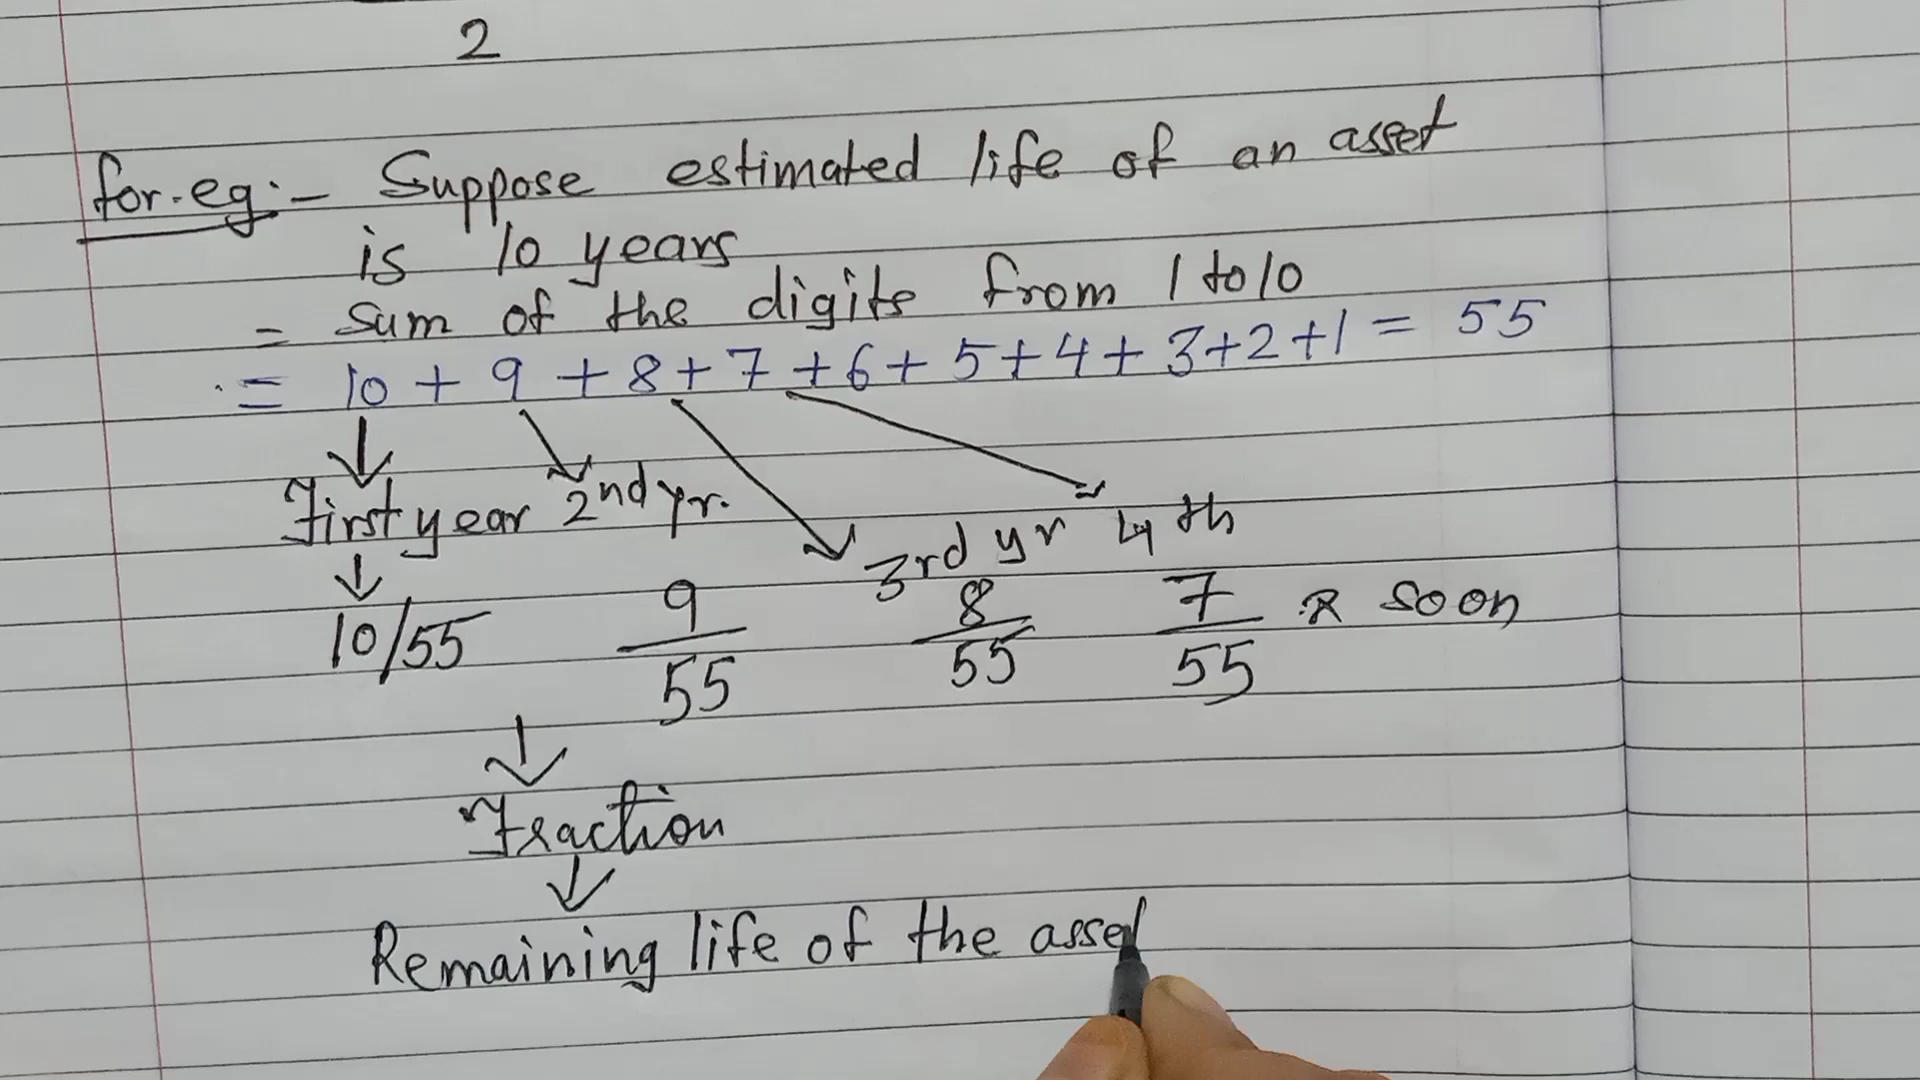 2
for.eg:- Suppose estimated life of an asset
is 10 years
= Sum of the digits from 1 to 10
= 10 + 9 + 8 + 7 + 6 + 5 + 4 + 3 + 2 + 1 = 55
First year 2nd yr. 3rd yr 4th
10/55 9/55 8/55 7/55 & soon
Fraction
Remaining life of the asset